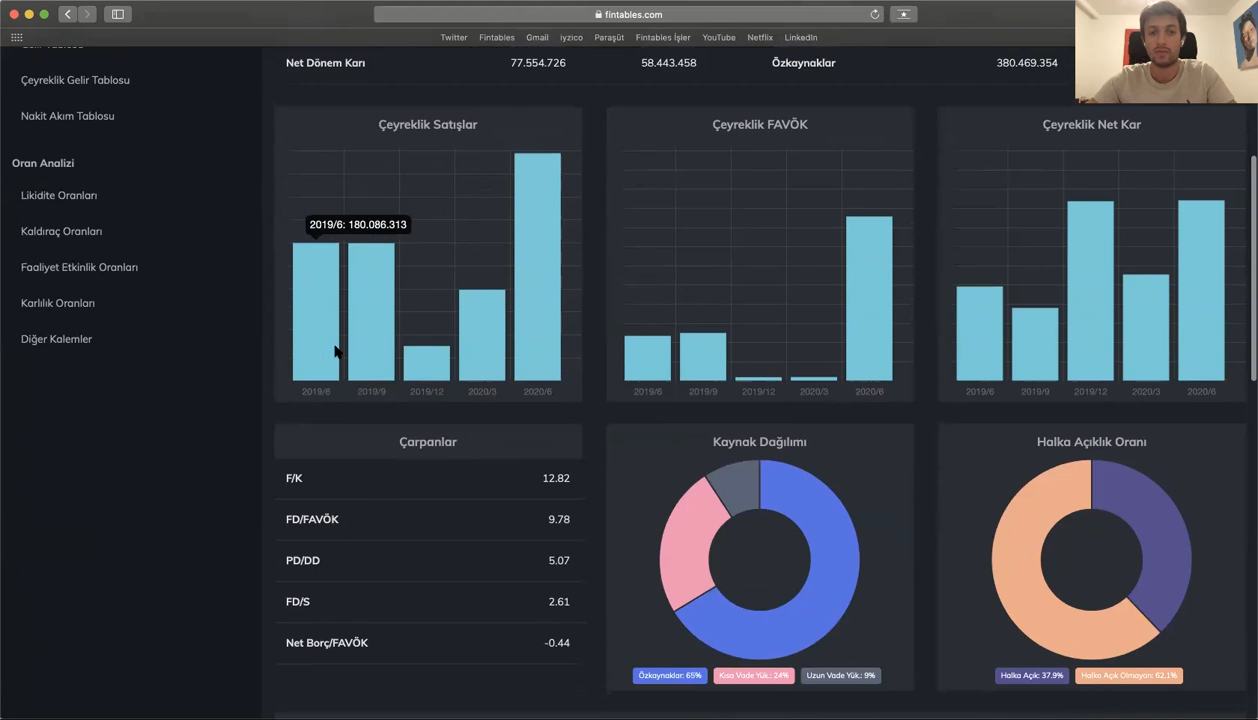 fintables.com
Twitter Fintables Gmail iyzico Paraşüt Fintables İşler YouTube Netflix LinkedIn
Çeyreklik Gelir Tablosu
Nakit Akım Tablosu
Oran Analizi
Likidite Oranları
Kaldıraç Oranları
Faaliyet Etkinlik Oranları
Karlılık Oranları
Diğer Kalemler
Net Dönem Karı 77.554.726 58.443.458 Özkaynaklar 380.469.354
Çeyreklik Satışlar
2019/6: 180.086.313
2019/6 2019/9 2019/12 2020/3 2020/6
Çeyreklik FAVÖK
2019/6 2019/9 2019/12 2020/3 2020/6
Çeyreklik Net Kar
2019/6 2019/9 2019/12 2020/3 2020/6
Çarpanlar
F/K 12.82
FD/FAVÖK 9.78
PD/DD 5.07
FD/S 2.61
Net Borç/FAVÖK -0.44
Kaynak Dağılımı
Özkaynaklar: 65% Kısa Vade Yük.: 24% Uzun Vade Yük.: 9%
Halka Açıklık Oranı
Halka Açık: 37.9% Halka Açık Olmayan: 62.1%